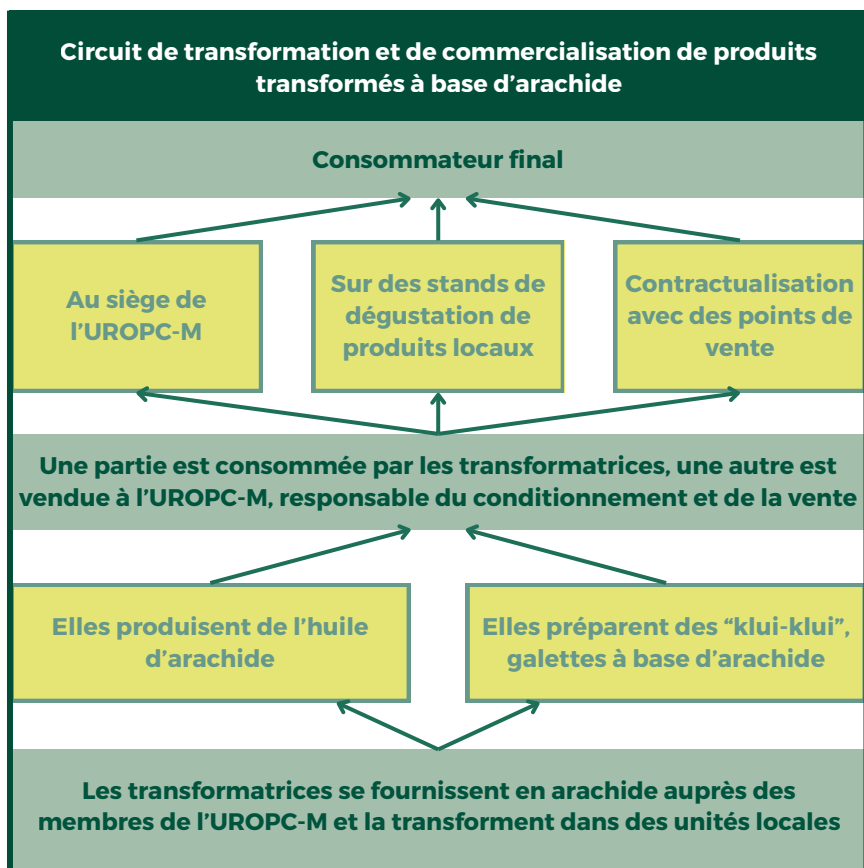 Circuit de transformation et de commercialisation de produits
transformés à base d’arachide
Consommateur final
Au siège de
l’UROPC-M
Sur des stands de
dégustation de
produits locaux
Contractualisation
avec des points de
vente
Une partie est consommée par les transformatrices, une autre est
vendue à l’UROPC-M, responsable du conditionnement et de la vente
Elles produisent de l’huile
d’arachide
Elles préparent des “klui-klui”,
galettes à base d’arachide
Les transformatrices se fournissent en arachide auprès des
membres de l’UROPC-M et la transforment dans des unités locales